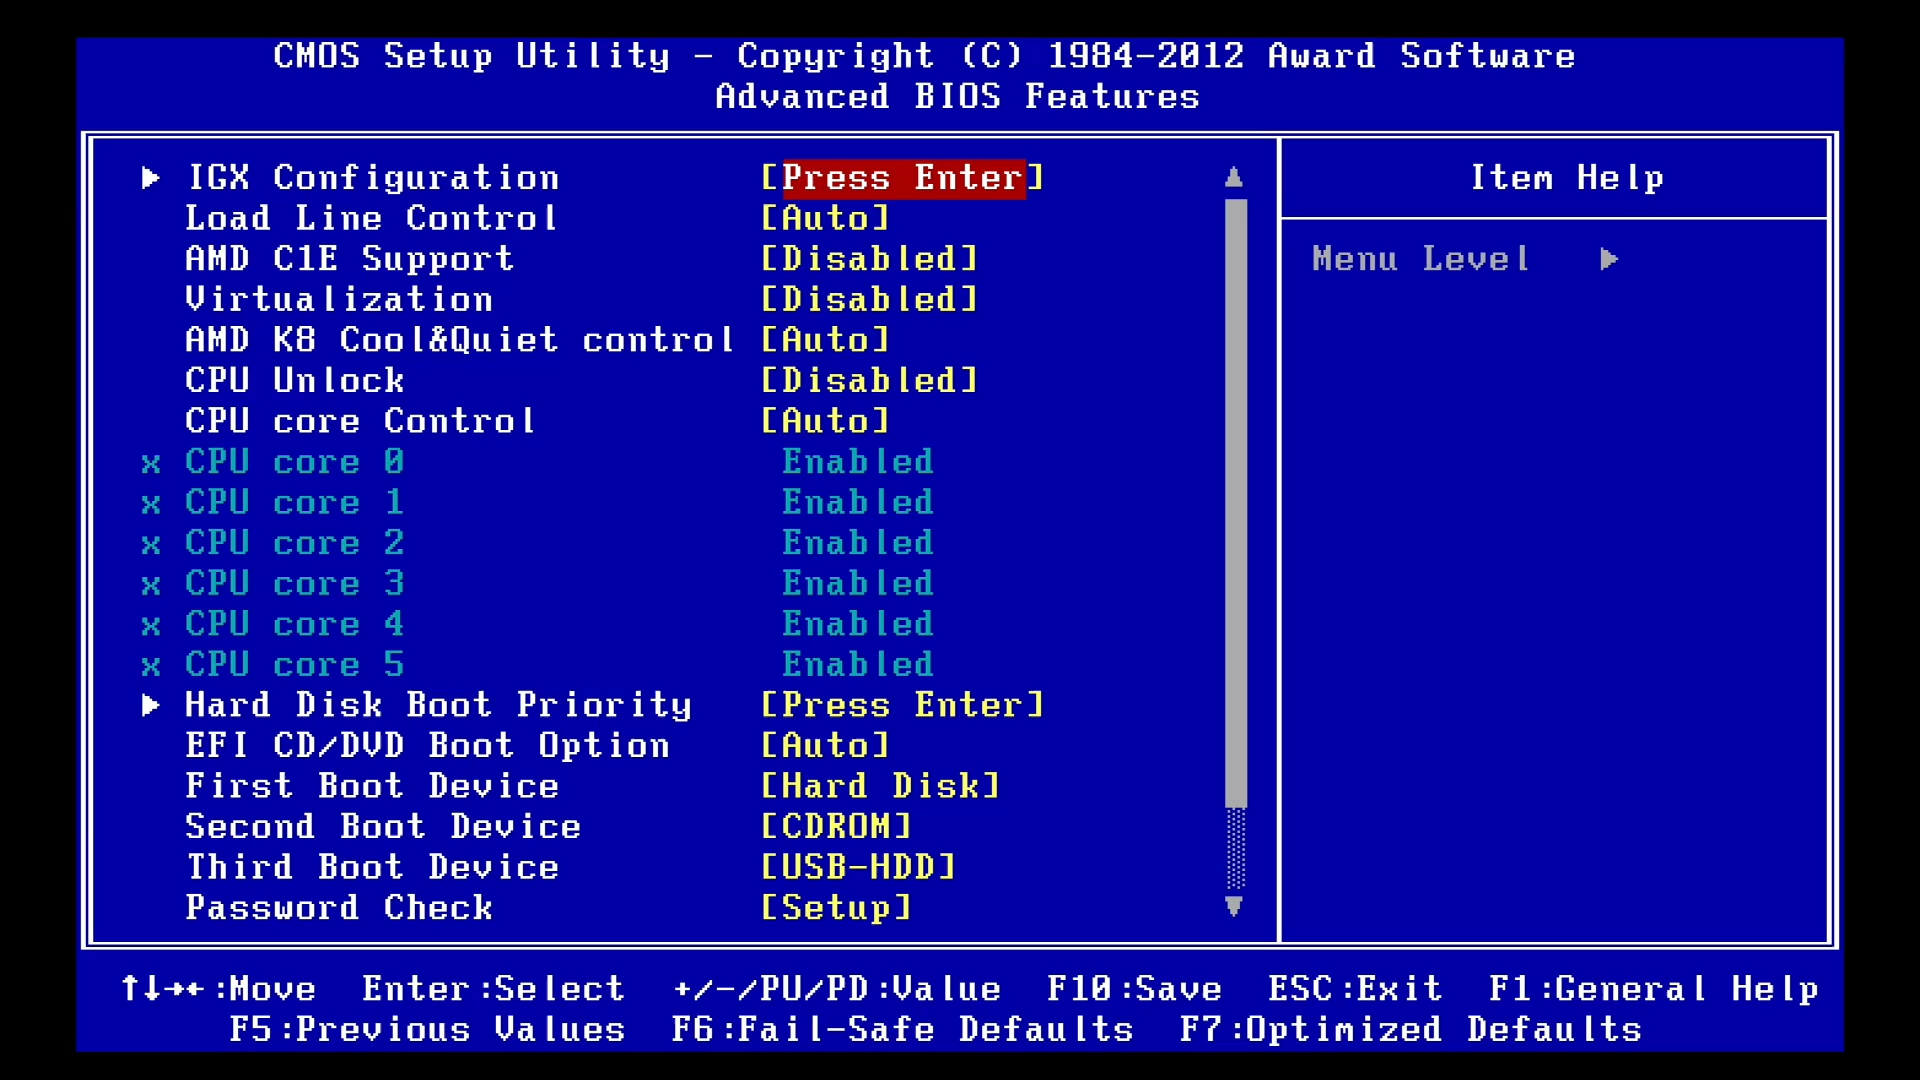 CMOS Setup Utility - Copyright (C) 1984-2012 Award Software
Advanced BIOS Features
▶ IGX Configuration [Press Enter]
Load Line Control [Auto]
AMD C1E Support [Disabled]
Virtualization [Disabled]
AMD K8 Cool&Quiet control [Auto]
CPU Unlock [Disabled]
CPU core Control [Auto]
x CPU core 0 Enabled
x CPU core 1 Enabled
x CPU core 2 Enabled
x CPU core 3 Enabled
x CPU core 4 Enabled
x CPU core 5 Enabled
▶ Hard Disk Boot Priority [Press Enter]
EFI CD/DVD Boot Option [Auto]
First Boot Device [Hard Disk]
Second Boot Device [CDROM]
Third Boot Device [USB-HDD]
Password Check [Setup]
Item Help
Menu Level ▶
↑↓→←:Move Enter:Select +/-/PU/PD:Value F10:Save ESC:Exit F1:General Help
F5:Previous Values F6:Fail-Safe Defaults F7:Optimized Defaults